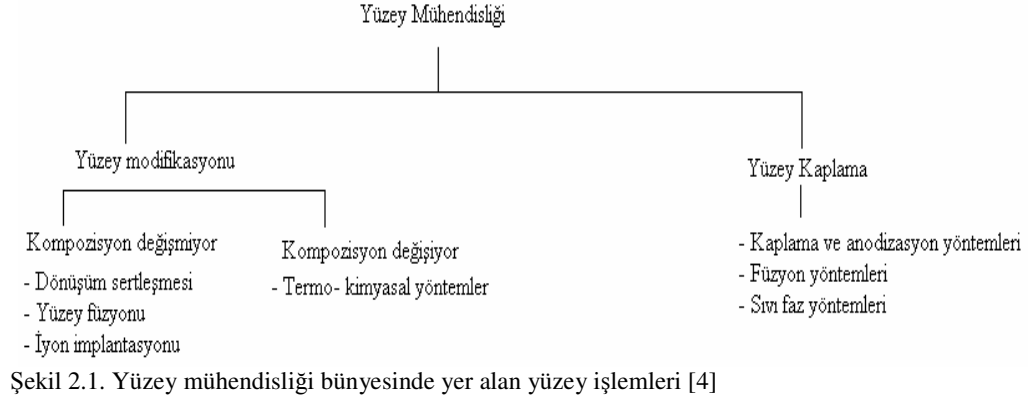 Yüzey Mühendisliği
Yüzey modifikasyonu
Yüzey Kaplama
Kompozisyon değişmiyor
- Dönüşüm sertleşmesi
- Yüzey füzyonu
- İyon implantasyonu
Kompozisyon değişiyor
- Termo- kimyasal yöntemler
- Kaplama ve anodizasyon yöntemleri
- Füzyon yöntemleri
- Sıvı faz yöntemleri
Şekil 2.1. Yüzey mühendisliği bünyesinde yer alan yüzey işlemleri [4]